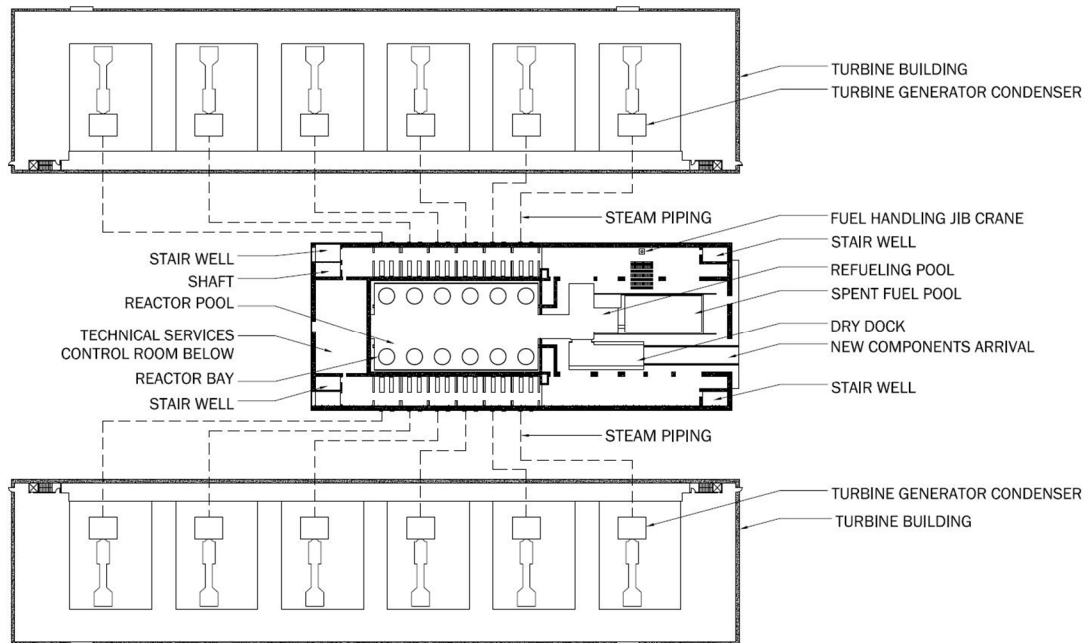 TURBINE BUILDING
TURBINE GENERATOR CONDENSER
STEAM PIPING
FUEL HANDLING JIB CRANE
STAIR WELL
STAIR WELL
SHAFT
REFUELING POOL
REACTOR POOL
SPENT FUEL POOL
DRY DOCK
TECHNICAL SERVICES
CONTROL ROOM BELOW
NEW COMPONENTS ARRIVAL
REACTOR BAY
STAIR WELL
STAIR WELL
STEAM PIPING
TURBINE GENERATOR CONDENSER
TURBINE BUILDING